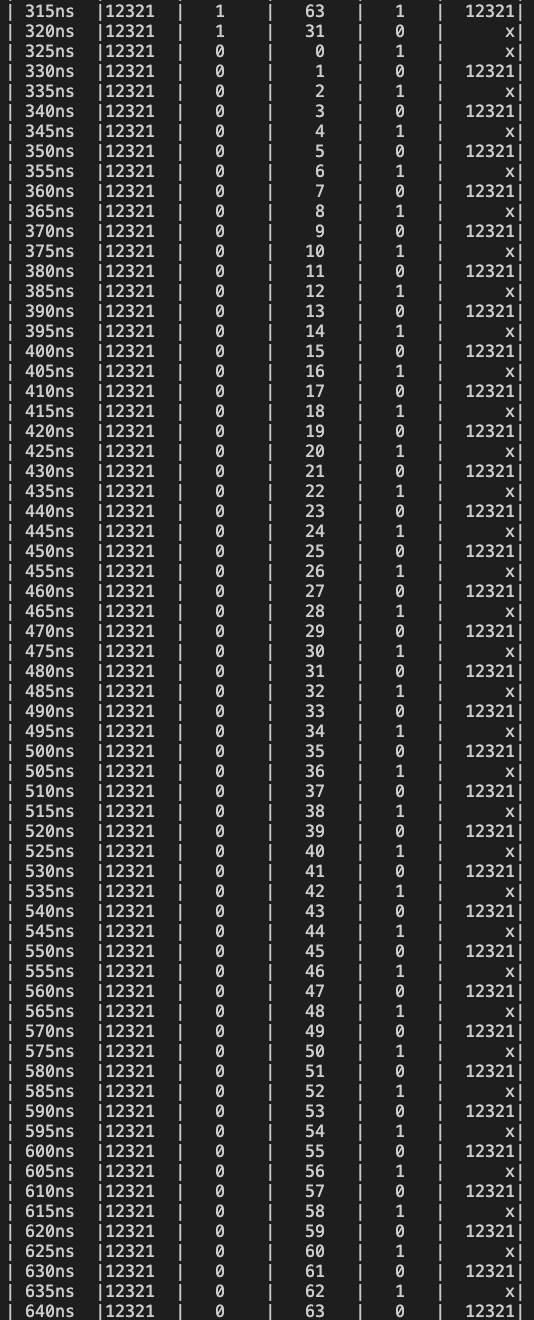 | 315ns |12321 | 1 | 63 | 1 | 12321|
| 320ns |12321 | 1 | 31 | 0 | x|
| 325ns |12321 | 0 | 0 | 1 | x|
| 330ns |12321 | 0 | 1 | 0 | 12321|
| 335ns |12321 | 0 | 2 | 1 | x|
| 340ns |12321 | 0 | 3 | 0 | 12321|
| 345ns |12321 | 0 | 4 | 1 | x|
| 350ns |12321 | 0 | 5 | 0 | 12321|
| 355ns |12321 | 0 | 6 | 1 | x|
| 360ns |12321 | 0 | 7 | 0 | 12321|
| 365ns |12321 | 0 | 8 | 1 | x|
| 370ns |12321 | 0 | 9 | 0 | 12321|
| 375ns |12321 | 0 | 10 | 1 | x|
| 380ns |12321 | 0 | 11 | 0 | 12321|
| 385ns |12321 | 0 | 12 | 1 | x|
| 390ns |12321 | 0 | 13 | 0 | 12321|
| 395ns |12321 | 0 | 14 | 1 | x|
| 400ns |12321 | 0 | 15 | 0 | 12321|
| 405ns |12321 | 0 | 16 | 1 | x|
| 410ns |12321 | 0 | 17 | 0 | 12321|
| 415ns |12321 | 0 | 18 | 1 | x|
| 420ns |12321 | 0 | 19 | 0 | 12321|
| 425ns |12321 | 0 | 20 | 1 | x|
| 430ns |12321 | 0 | 21 | 0 | 12321|
| 435ns |12321 | 0 | 22 | 1 | x|
| 440ns |12321 | 0 | 23 | 0 | 12321|
| 445ns |12321 | 0 | 24 | 1 | x|
| 450ns |12321 | 0 | 25 | 0 | 12321|
| 455ns |12321 | 0 | 26 | 1 | x|
| 460ns |12321 | 0 | 27 | 0 | 12321|
| 465ns |12321 | 0 | 28 | 1 | x|
| 470ns |12321 | 0 | 29 | 0 | 12321|
| 475ns |12321 | 0 | 30 | 1 | x|
| 480ns |12321 | 0 | 31 | 0 | 12321|
| 485ns |12321 | 0 | 32 | 1 | x|
| 490ns |12321 | 0 | 33 | 0 | 12321|
| 495ns |12321 | 0 | 34 | 1 | x|
| 500ns |12321 | 0 | 35 | 0 | 12321|
| 505ns |12321 | 0 | 36 | 1 | x|
| 510ns |12321 | 0 | 37 | 0 | 12321|
| 515ns |12321 | 0 | 38 | 1 | x|
| 520ns |12321 | 0 | 39 | 0 | 12321|
| 525ns |12321 | 0 | 40 | 1 | x|
| 530ns |12321 | 0 | 41 | 0 | 12321|
| 535ns |12321 | 0 | 42 | 1 | x|
| 540ns |12321 | 0 | 43 | 0 | 12321|
| 545ns |12321 | 0 | 44 | 1 | x|
| 550ns |12321 | 0 | 45 | 0 | 12321|
| 555ns |12321 | 0 | 46 | 1 | x|
| 560ns |12321 | 0 | 47 | 0 | 12321|
| 565ns |12321 | 0 | 48 | 1 | x|
| 570ns |12321 | 0 | 49 | 0 | 12321|
| 575ns |12321 | 0 | 50 | 1 | x|
| 580ns |12321 | 0 | 51 | 0 | 12321|
| 585ns |12321 | 0 | 52 | 1 | x|
| 590ns |12321 | 0 | 53 | 0 | 12321|
| 595ns |12321 | 0 | 54 | 1 | x|
| 600ns |12321 | 0 | 55 | 0 | 12321|
| 605ns |12321 | 0 | 56 | 1 | x|
| 610ns |12321 | 0 | 57 | 0 | 12321|
| 615ns |12321 | 0 | 58 | 1 | x|
| 620ns |12321 | 0 | 59 | 0 | 12321|
| 625ns |12321 | 0 | 60 | 1 | x|
| 630ns |12321 | 0 | 61 | 0 | 12321|
| 635ns |12321 | 0 | 62 | 1 | x|
| 640ns |12321 | 0 | 63 | 0 | 12321|